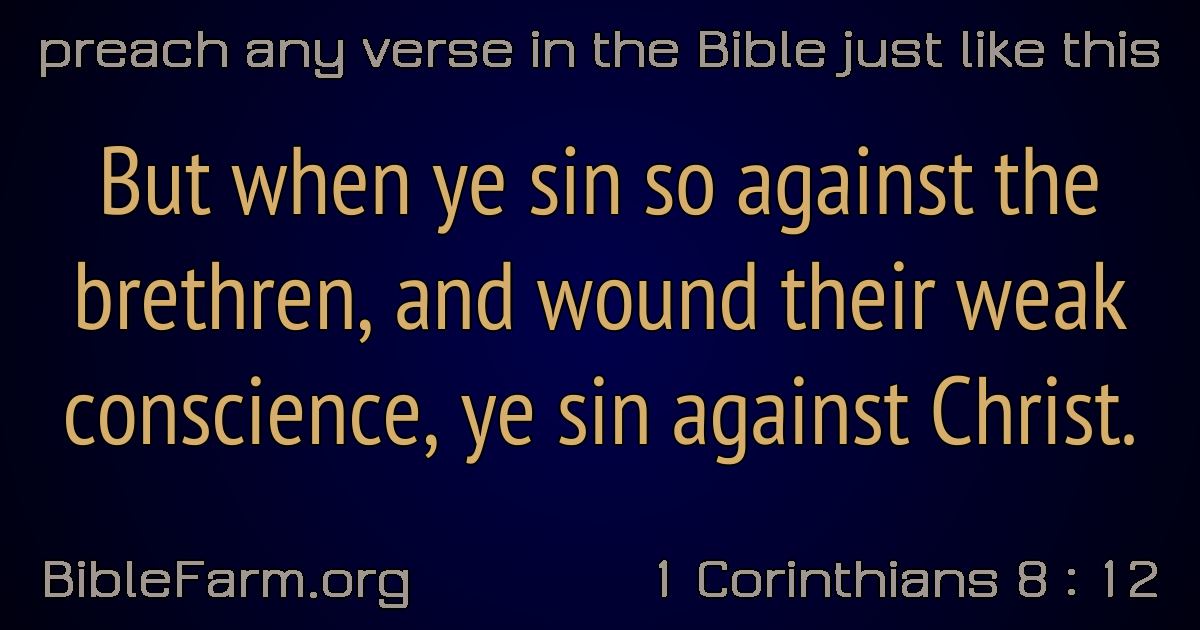 preach any verse in the Bible just like this
But when ye sin so against the
brethren, and wound their weak
conscience, ye sin against Christ.
BibleFarm.org
1 Corinthians 8 : 12